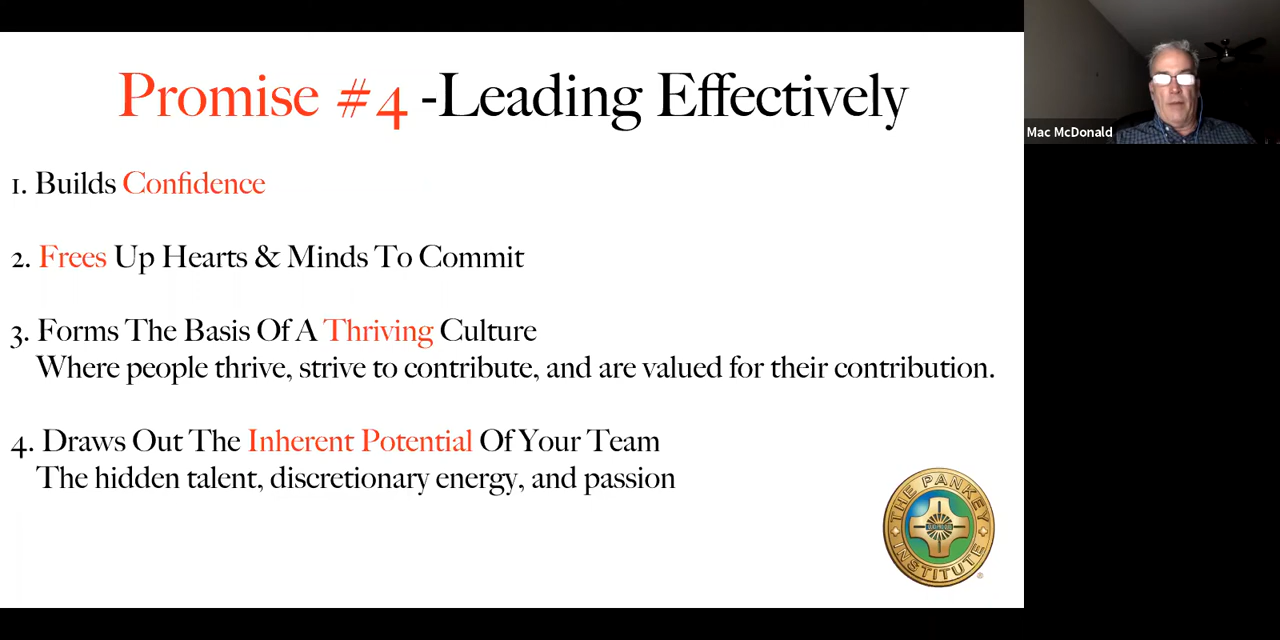 Promise #4 -Leading Effectively
1. Builds Confidence
2. Frees Up Hearts & Minds To Commit
3. Forms The Basis Of A Thriving Culture
Where people thrive, strive to contribute, and are valued for their contribution.
4. Draws Out The Inherent Potential Of Your Team
The hidden talent, discretionary energy, and passion
THE PANKEY
INSTITUTE
®
Mac McDonald